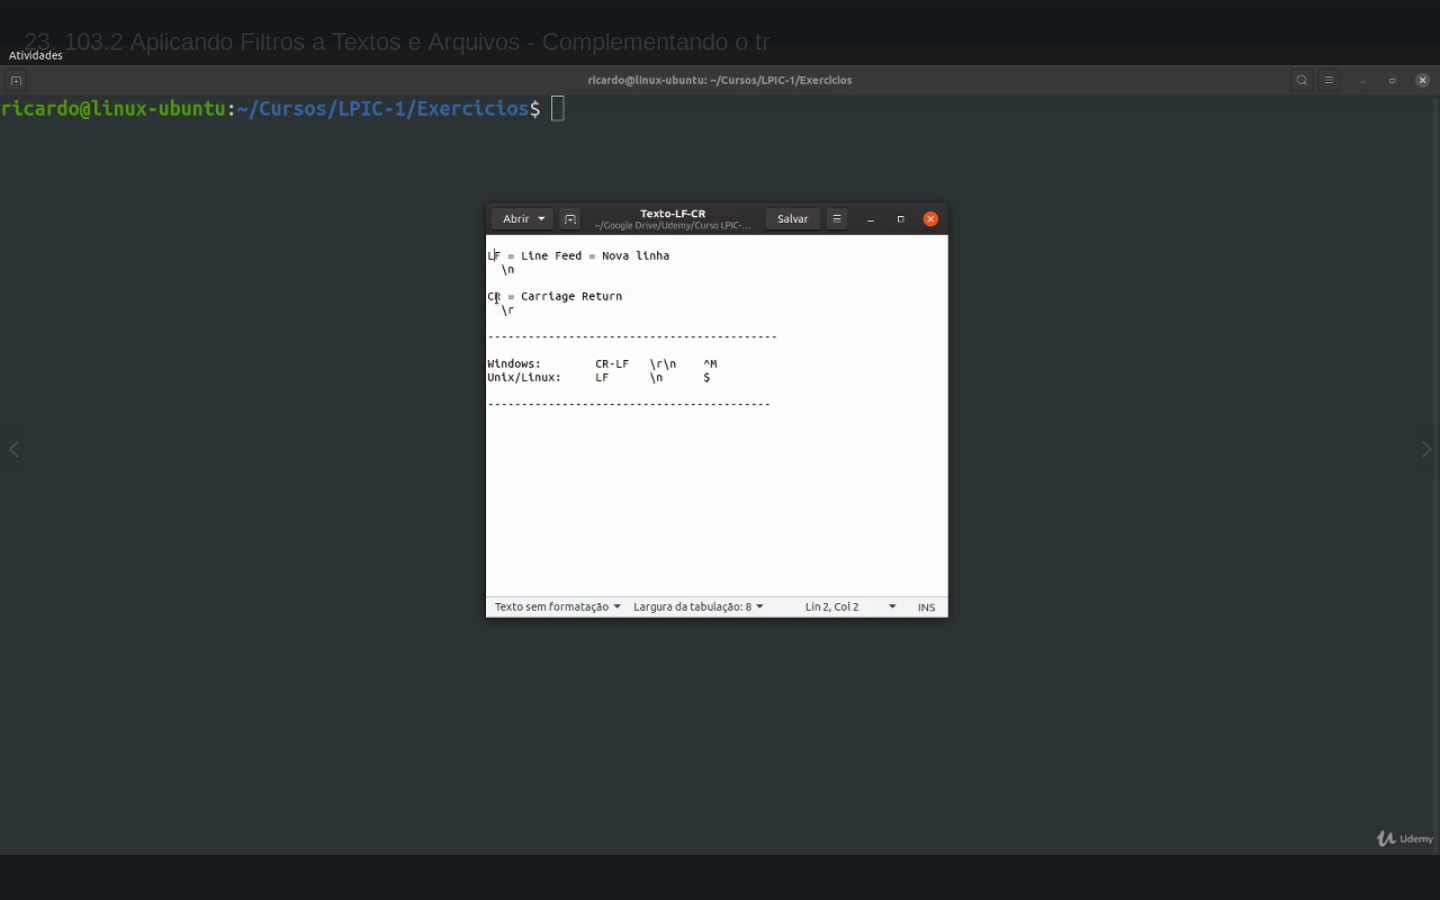 23. 103.2 Aplicando Filtros a Textos e Arquivos - Complementando o tr
Atividades
ricardo@linux-ubuntu: ~/Cursos/LPIC-1/Exercicios
ricardo@linux-ubuntu:~/Cursos/LPIC-1/Exercicios$
Abrir
Texto-LF-CR
~/Google Drive/Udemy/Curso LPIC-...
Salvar
LF = Line Feed = Nova linha
\n
CR = Carriage Return
\r
-------------------------------------------
Windows: CR-LF \r\n ^M
Unix/Linux: LF \n $
------------------------------------------
Texto sem formatação Largura da tabulação: 8 Lin 2, Col 2 INS
Udemy